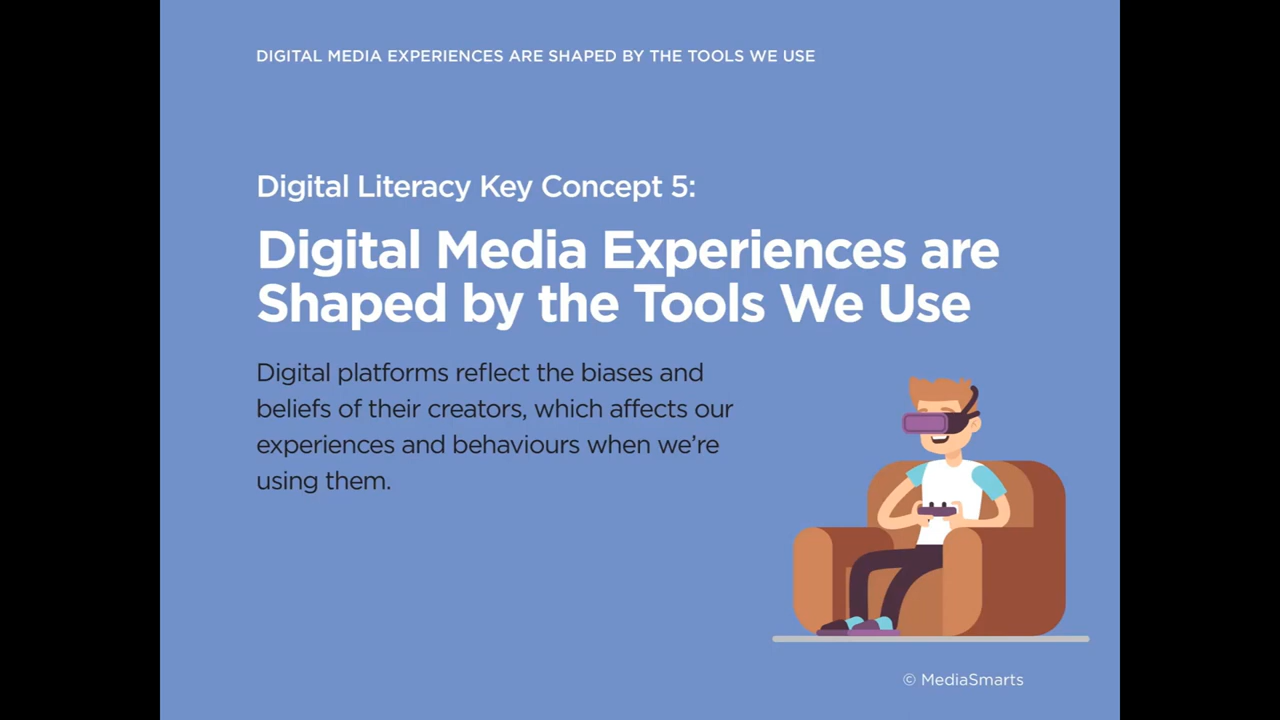 DIGITAL MEDIA EXPERIENCES ARE SHAPED BY THE TOOLS WE USE
Digital Literacy Key Concept 5:
Digital Media Experiences are
Shaped by the Tools We Use
Digital platforms reflect the biases and
beliefs of their creators, which affects our
experiences and behaviours when we’re
using them.
© MediaSmarts